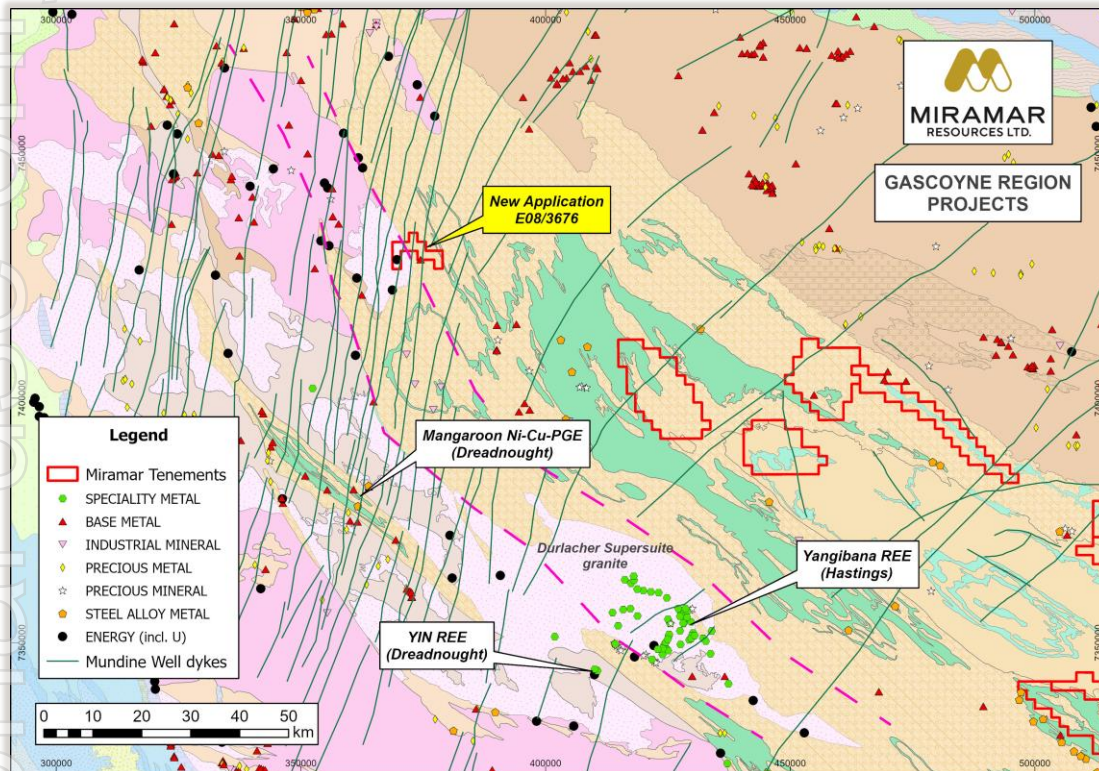 300000
350000
400000
450000
500000
MIRAMAR
RESOURCES LTD.
GASCOYNE REGION
PROJECTS
7450000
7450000
New Application
E08/3676
7400000
7400000
Legend
Miramar Tenements
SPECIALITY METAL
BASE METAL
INDUSTRIAL MINERAL
PRECIOUS METAL
PRECIOUS MINERAL
STEEL ALLOY METAL
ENERGY (incl. U)
Mundine Well dykes
Mangaroon Ni-Cu-PGE
(Dreadnought)
Durlacher Supersuite
granite
Yangibana REE
(Hastings)
YIN REE
(Dreadnought)
7350000
7350000
0 10 20 30 40 50
km
300000
350000
400000
450000
500000